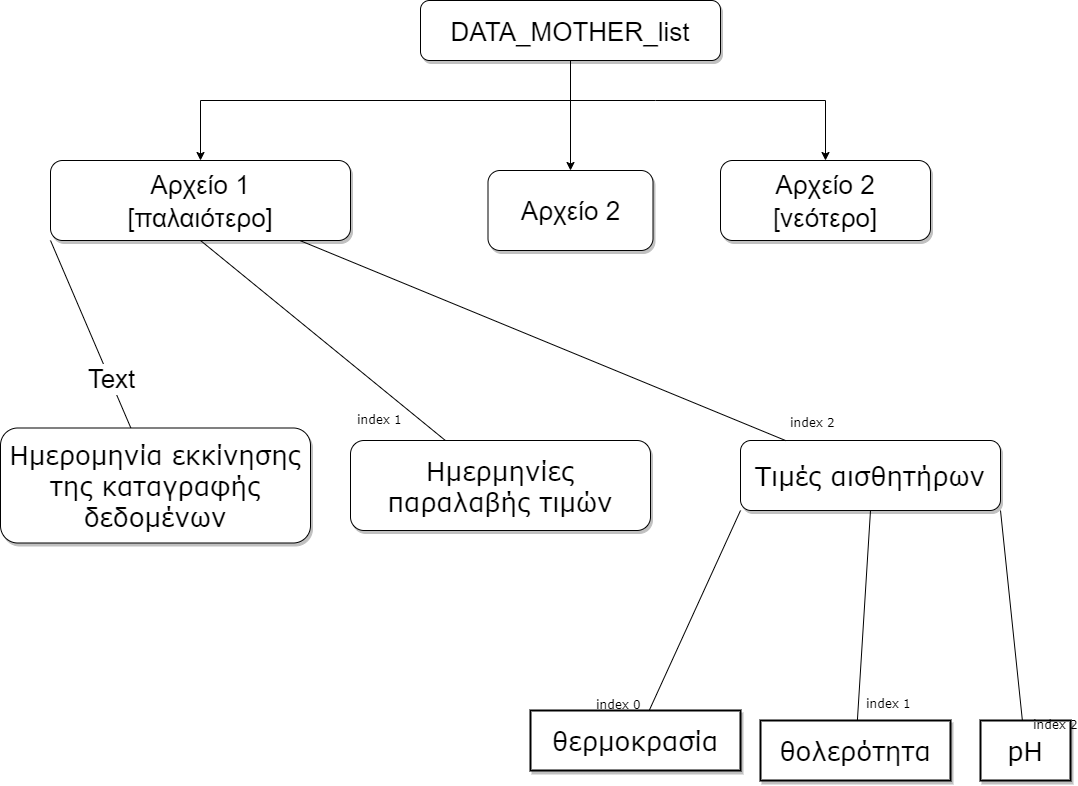 DATA_MOTHER_list
Αρχείο 1
[παλαιότερο]
Αρχείο 2
Αρχείο 2
[νεότερο]
Text
index 1
index 2
Ημερομηνία εκκίνησης
της καταγραφής
δεδομένων
Ημερμηνίες
παραλαβής τιμών
Τιμές αισθητήρων
index 0
index 1
index 2
θερμοκρασία
θολερότητα
pH